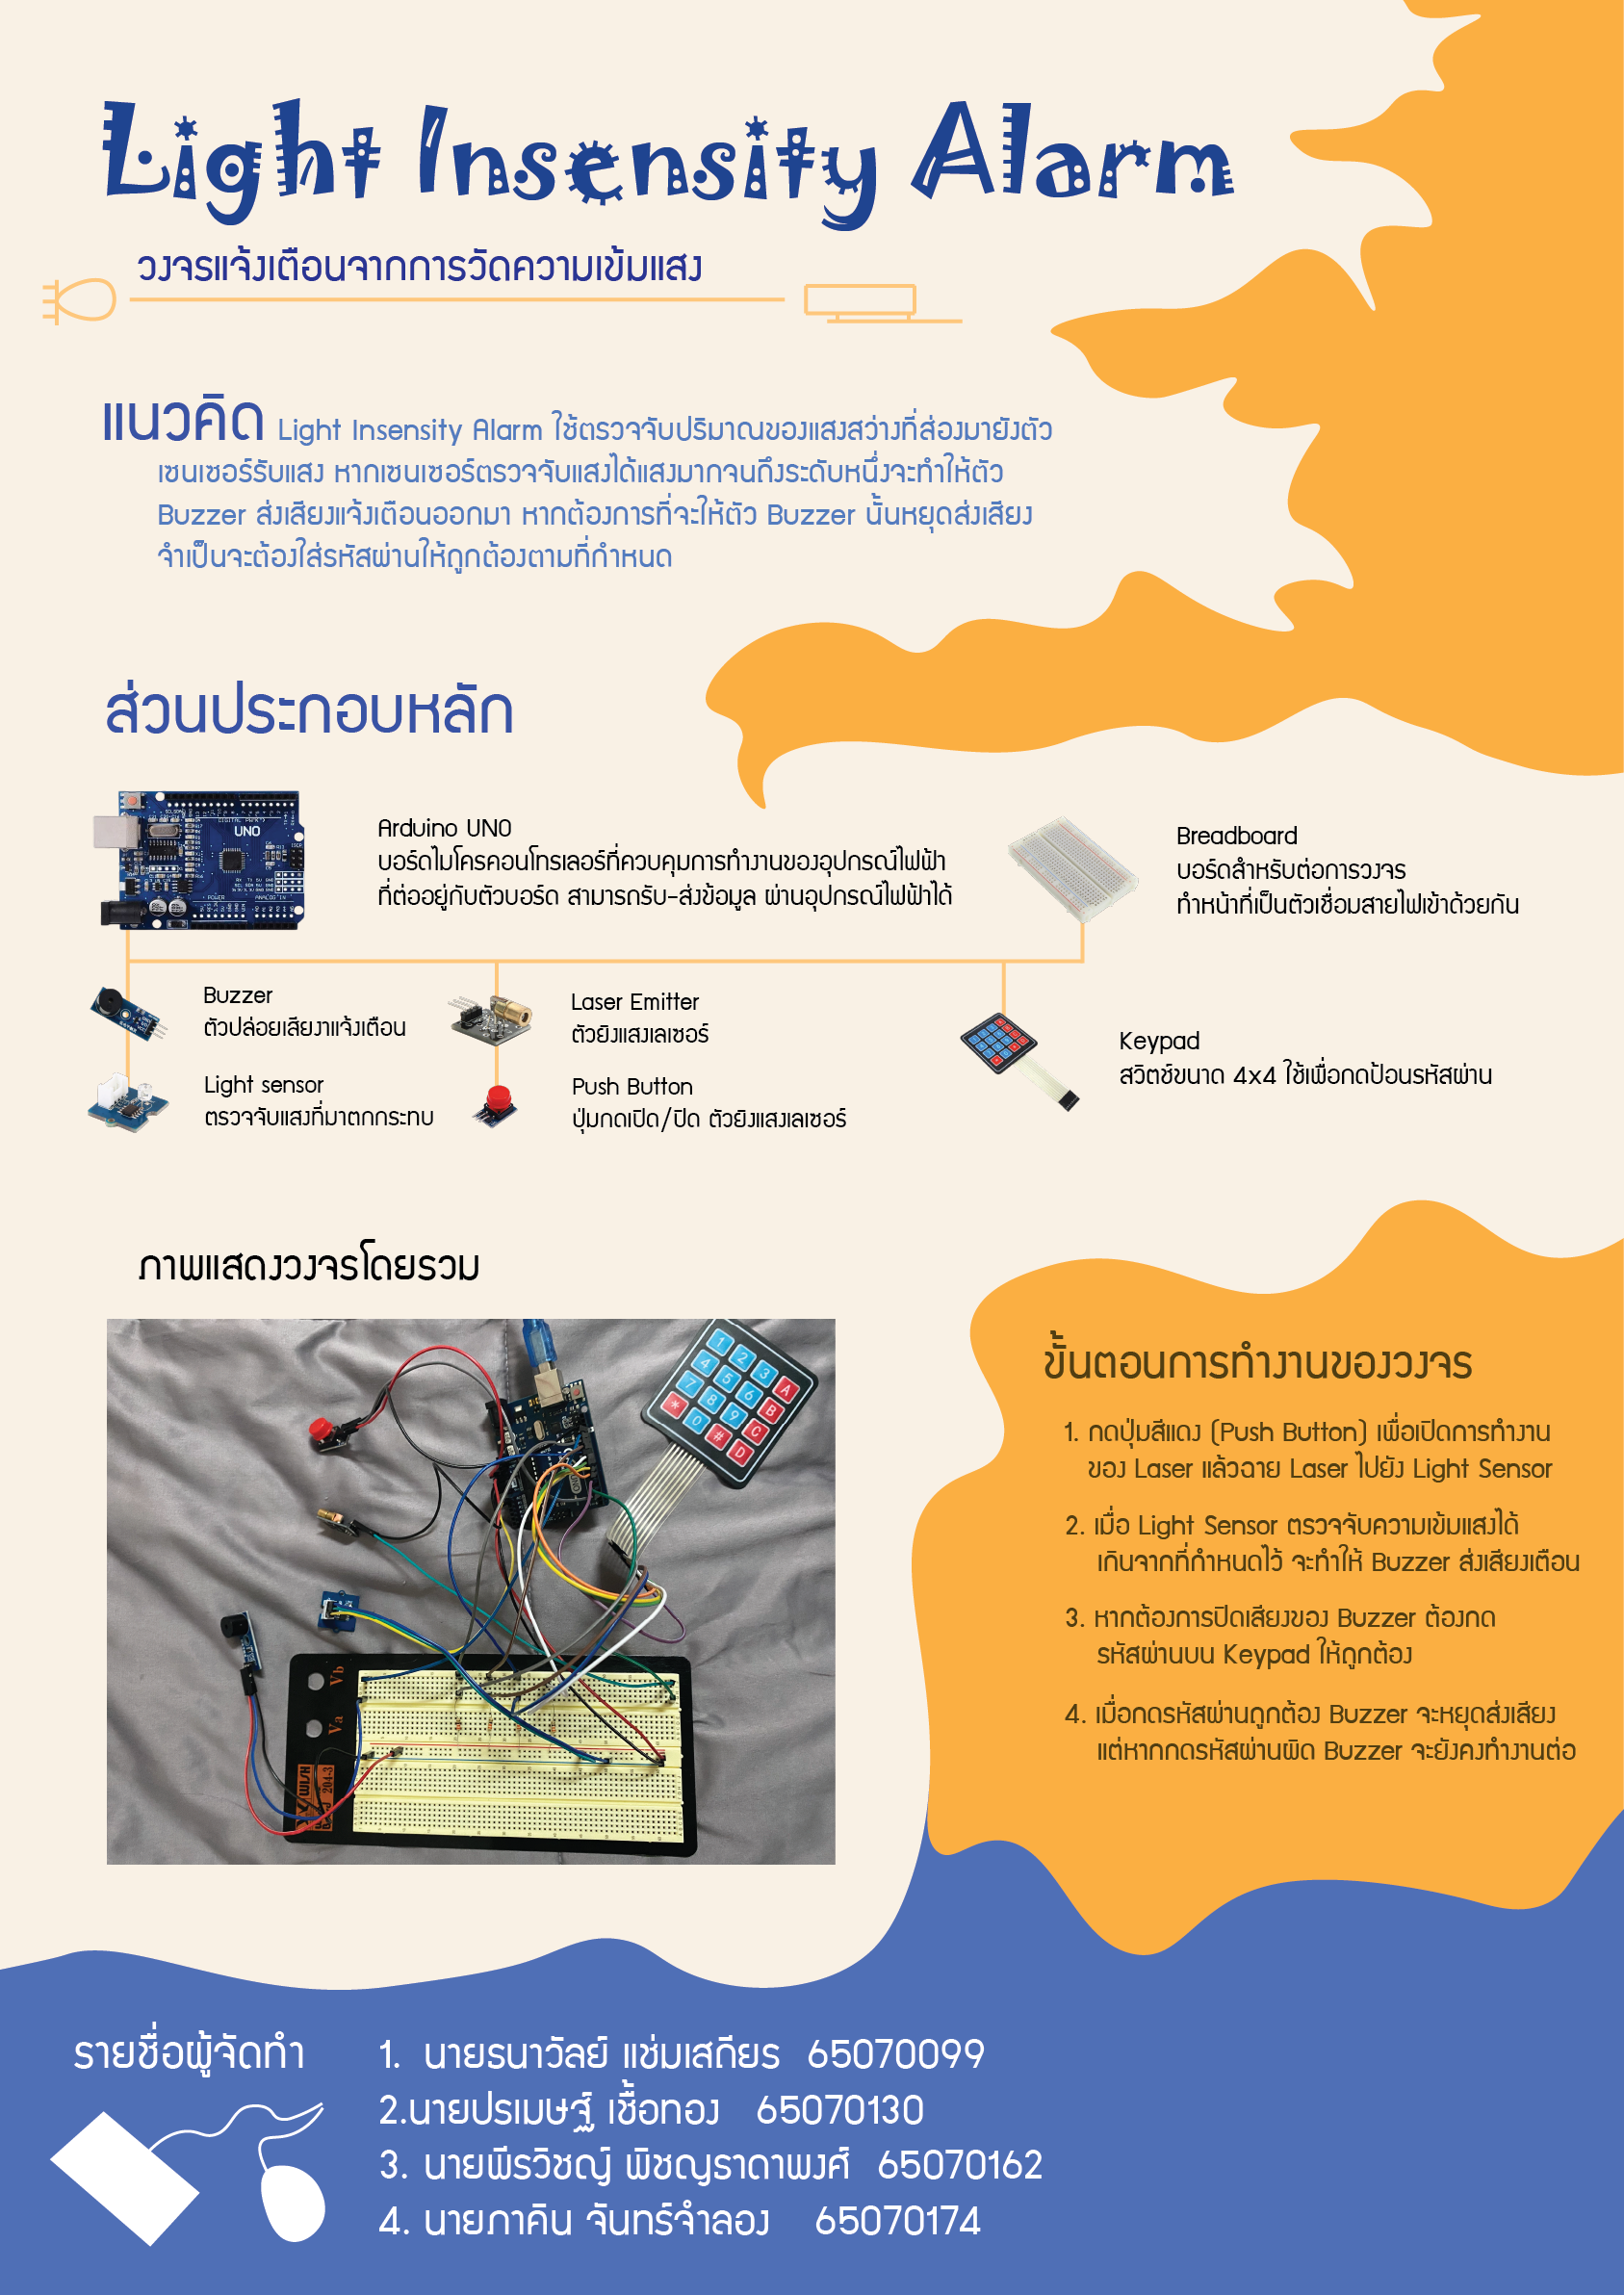 Light Insensity Alarm
วงจรแจ้งเตือนจากการวัดความเข้มแสง
แนวคิด Light Insensity Alarm ใช้ตรวจจับปริมาณของแสงสว่างที่ส่องมายังตัว
เซนเซอร์รับแสง หากเซนเซอร์ตรวจจับแสงได้แสงมากจนถึงระดับหนึ่งจะทำให้ตัว
Buzzer ส่งเสียงแจ้งเตือนออกมา หากต้องการที่จะให้ตัว Buzzer นั้นหยุดส่งเสียง
จำเป็นจะต้องใส่รหัสผ่านให้ถูกต้องตามที่กำหนด
ส่วนประกอบหลัก
UNO
Arduino UNO
บอร์ดไมโครคอนโทรเลอร์ที่ควบคุมการทำงานของอุปกรณ์ไฟฟ้า
ที่ต่ออยู่กับตัวบอร์ด สามารถรับ-ส่งข้อมูล ผ่านอุปกรณ์ไฟฟ้าได้
Breadboard
บอร์ดสำหรับต่อการวงจร
ทำหน้าที่เป็นตัวเชื่อมสายไฟเข้าด้วยกัน
Buzzer
ตัวปล่อยเสียงาแจ้งเตือน
Laser Emitter
ตัวยิงแสงเลเซอร์
Keypad
สวิตช์ขนาด 4x4 ใช้เพื่อกดป้อนรหัสผ่าน
Light sensor
ตรวจจับแสงที่มาตกกระทบ
Push Button
ปุ่มกดเปิด/ปิด ตัวยิงแสงเลเซอร์
ภาพแสดงวงจรโดยรวม
1 2 3 A
4 5 6 B
7 8 9 C
* 0 # D
Vb
Va
204-3
ขั้นตอนการทำงานของวงจร
1. กดปุ่มสีแดง (Push Button) เพื่อเปิดการทำงาน
ของ Laser แล้วฉาย Laser ไปยัง Light Sensor
2. เมื่อ Light Sensor ตรวจจับความเข้มแสงได้
เกินจากที่กำหนดไว้ จะทำให้ Buzzer ส่งเสียงเตือน
3. หากต้องการปิดเสียงของ Buzzer ต้องกด
รหัสผ่านบน Keypad ให้ถูกต้อง
4. เมื่อกดรหัสผ่านถูกต้อง Buzzer จะหยุดส่งเสียง
แต่หากกดรหัสผ่านผิด Buzzer จะยังคงทำงานต่อ
รายชื่อผู้จัดทำ
1. นายธนาวัลย์ แช่มเสถียร 65070099
2.นายปรเมษฐ์ เชื้อทอง 65070130
3. นายพีรวิชญ์ พิชญราดาพงศ์ 65070162
4. นายภาคิน จันทร์จำลอง 65070174